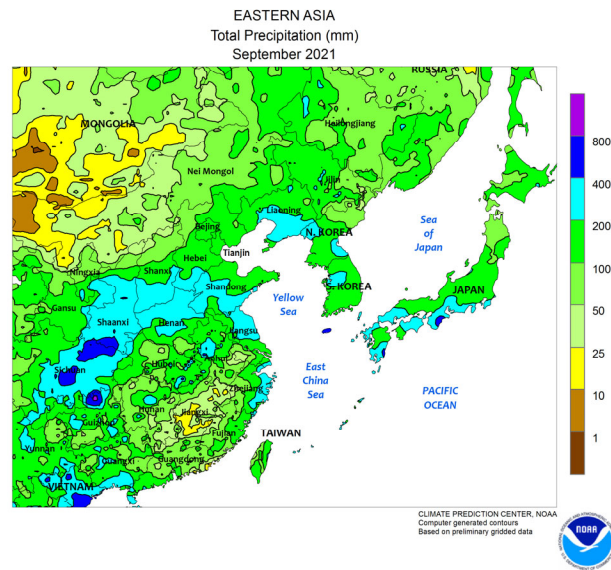 EASTERN ASIA
Total Precipitation (mm)
September 2021
RUSSIA
MONGOLIA
Heilongjiang
Nei Mongol
Jilin
Liaoning
Beijing
N. KOREA
Sea
of
Japan
Tianjin
Hebei
Ningxia
Shanxi
Shandong
S. KOREA
JAPAN
Yellow
Sea
Gansu
Shaanxi
Henan
Jiangsu
Anhui
Hubei
Sichuan
Zhejiang
East
China
Sea
PACIFIC
OCEAN
Hunan
Jiangxi
Guizhou
Fujian
TAIWAN
Yunnan
Guangxi
Guangdong
VIETNAM
800
400
200
100
50
25
10
1
CLIMATE PREDICTION CENTER, NOAA
Computer generated contours
Based on preliminary gridded data
NOAA